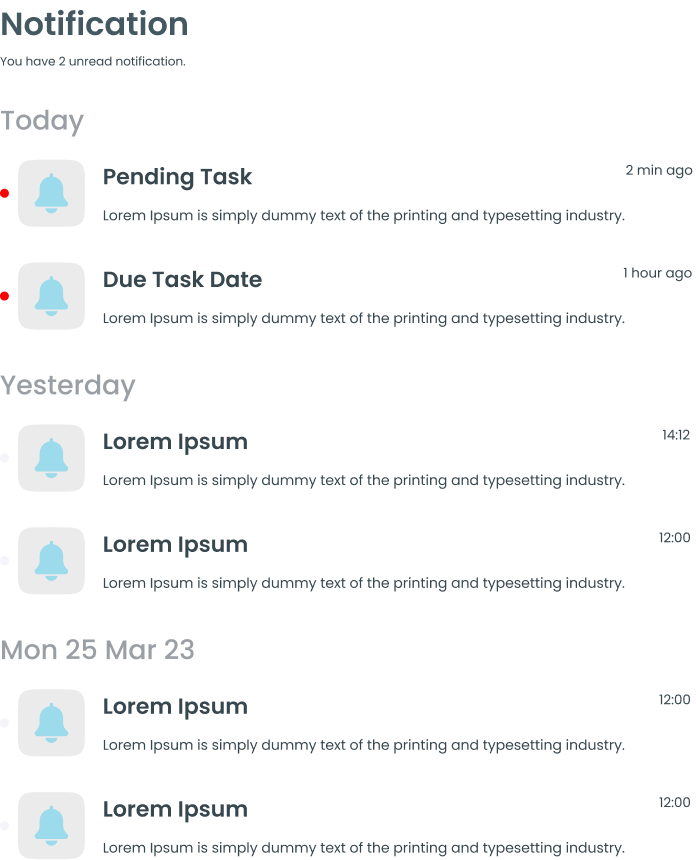 Notification
You have 2 unread notification.
Today
Pending Task
2 min ago
Lorem Ipsum is simply dummy text of the printing and typesetting industry.
Due Task Date
1 hour ago
Lorem Ipsum is simply dummy text of the printing and typesetting industry.
Yesterday
Lorem Ipsum
14:12
Lorem Ipsum is simply dummy text of the printing and typesetting industry.
Lorem Ipsum
12:00
Lorem Ipsum is simply dummy text of the printing and typesetting industry.
Mon 25 Mar 23
Lorem Ipsum
12:00
Lorem Ipsum is simply dummy text of the printing and typesetting industry.
Lorem Ipsum
12:00
Lorem Ipsum is simply dummy text of the printing and typesetting industry.